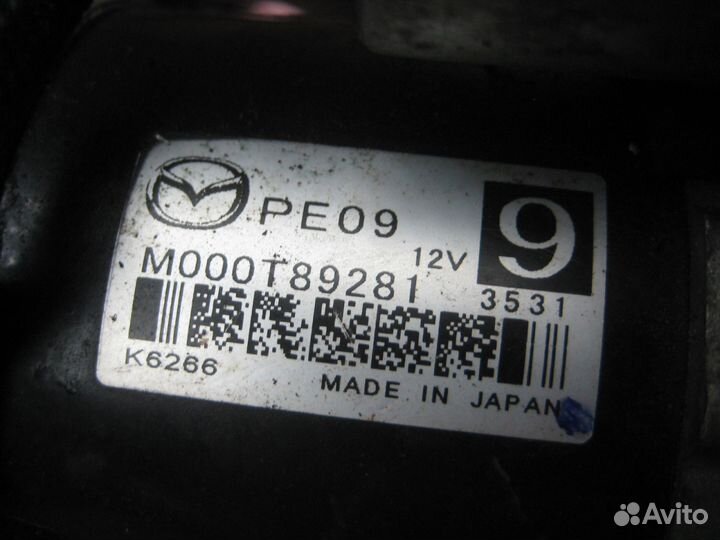 PE09
12V
9
M000T89281
3531
K6266
MADE IN JAPAN
Avito